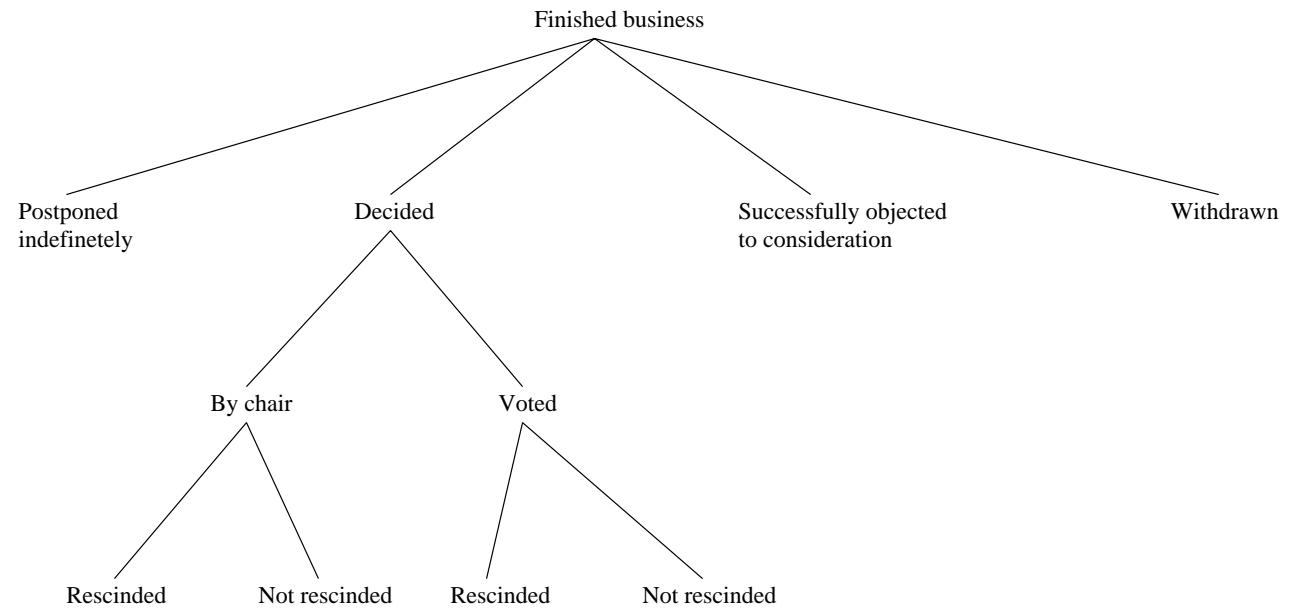 Finished business
Postponed
indefinetely
Decided
Successfully objected
to consideration
Withdrawn
By chair
Voted
Rescinded
Not rescinded
Rescinded
Not rescinded